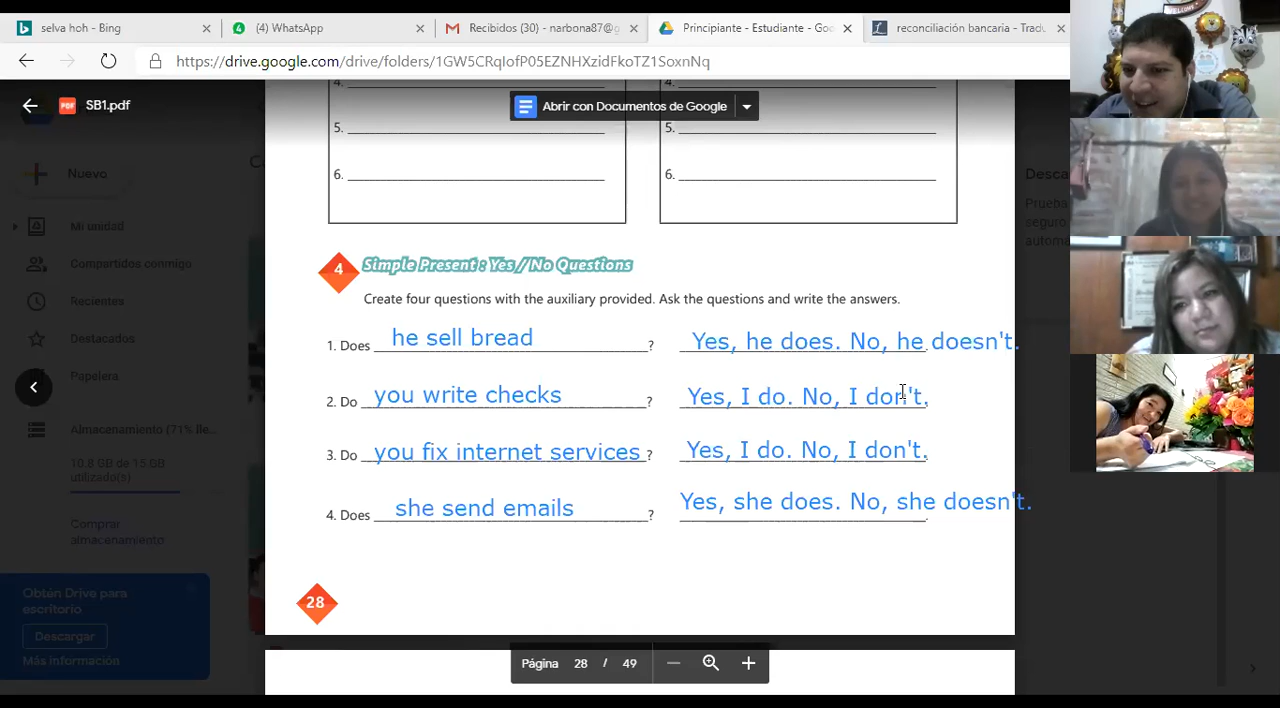 selva hoh - Bing
(4) WhatsApp
Recibidos (30) - narbona87@g
Principiante - Estudiante - Goo
reconciliación bancaria - Tradu
https://drive.google.com/drive/folders/1GW5CRqlvfP05EZNHXzidFkoTZ1SoxnNq
SB1.pdf
Abrir con Documentos de Google
Nuevo
Mi unidad
Compartidos conmigo
Recientes
Destacados
Papelera
Almacenamiento (71% lle...
10.8 GB de 15 GB
utilizado(s)
Comprar
almacenamiento
Obtén Drive para
escritorio
Descargar
Más información
4.
4.
5.
5.
6.
6.
4 Simple Present : Yes / No Questions
Create four questions with the auxiliary provided. Ask the questions and write the answers.
1. Does he sell bread ? Yes, he does. No, he doesn't.
2. Do you write checks ? Yes, I do. No, I don't.
3. Do you fix internet services ? Yes, I do. No, I don't.
4. Does she send emails ? Yes, she does. No, she doesn't.
28
Página 28 / 49